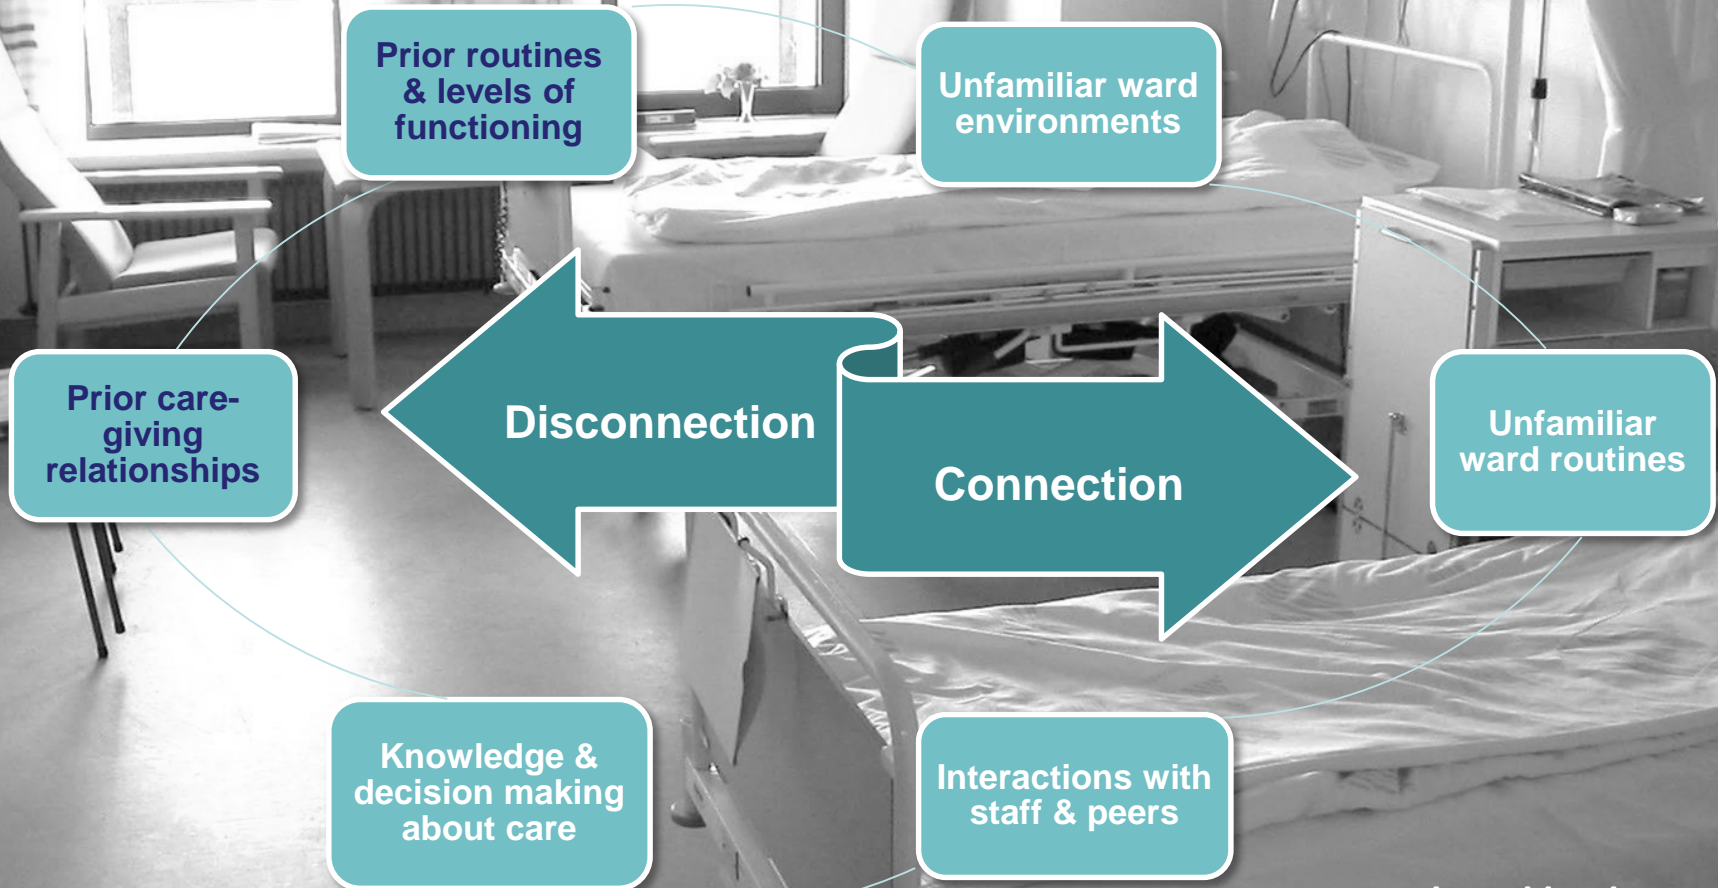 Prior routines
& levels of
functioning
Unfamiliar ward
environments
Prior care-
giving
relationships
Disconnection
Connection
Unfamiliar
ward routines
Knowledge &
decision making
about care
Interactions with
staff & peers